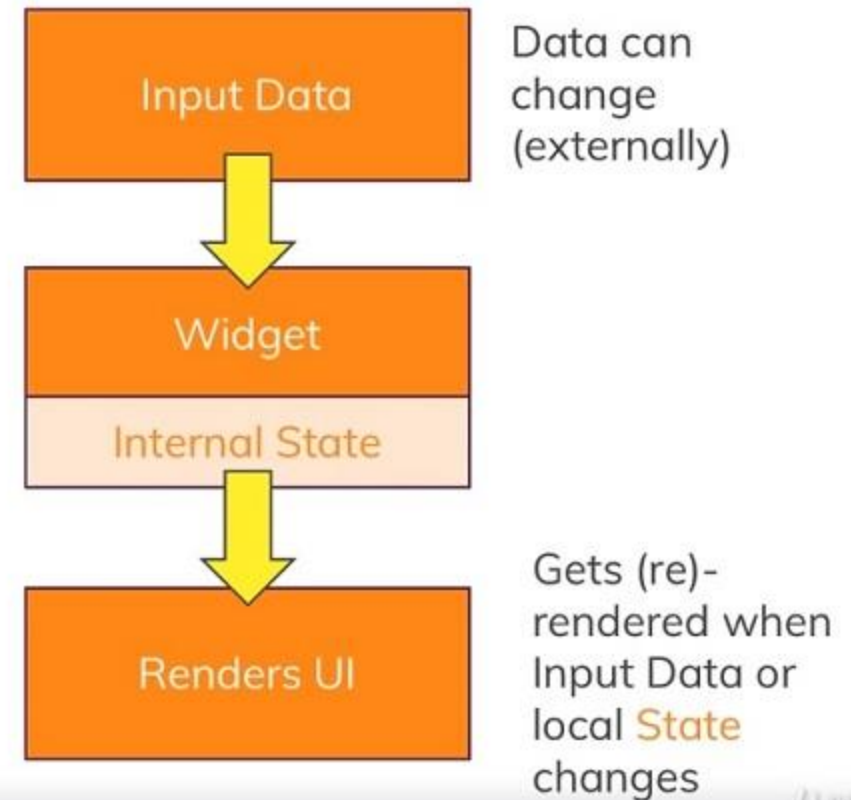 Input Data
Data can
change
(externally)
Widget
Internal State
Renders UI
Gets (re)-
rendered when
Input Data or
local State
changes